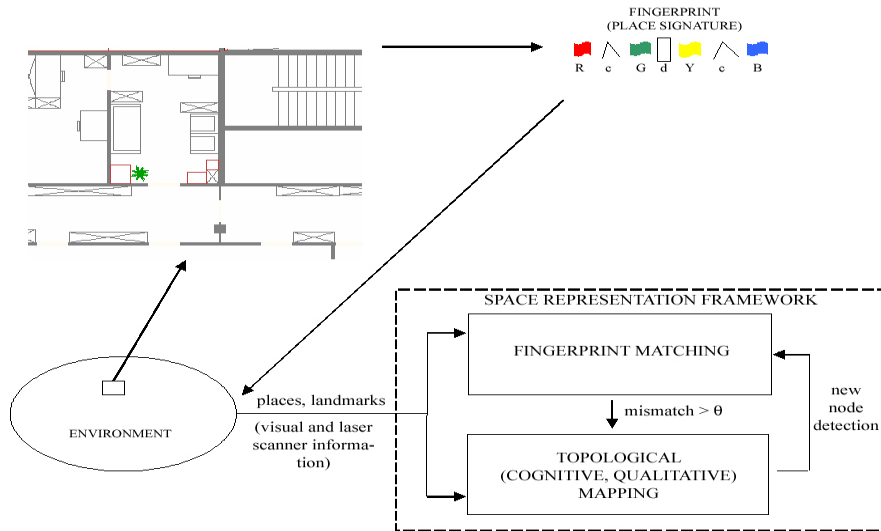 FINGERPRINT
(PLACE SIGNATURE)
R c G d Y c B
SPACE REPRESENTATION FRAMEWORK
FINGERPRINT MATCHING
places, landmarks
(visual and laser
scanner informa-
tion)
mismatch > θ
new
node
detection
ENVIRONMENT
TOPOLOGICAL
(COGNITIVE, QUALITATIVE)
MAPPING